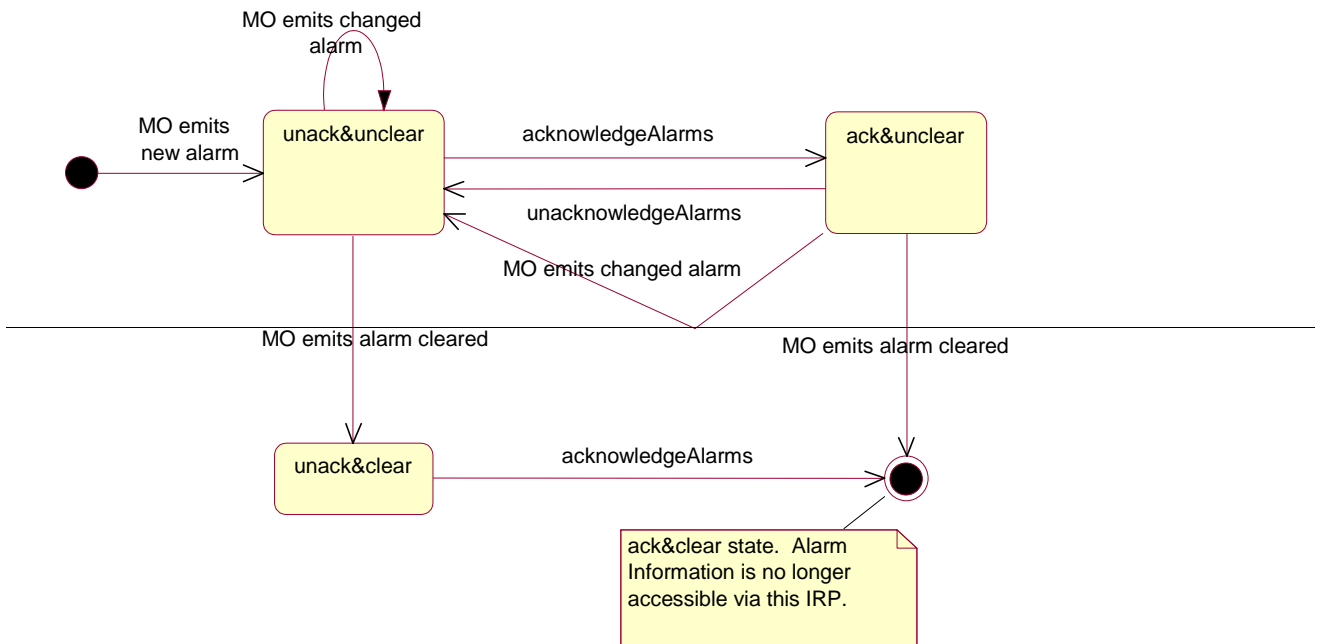 MO emits changed
alarm
MO emits
new alarm
unack&unclear
acknowledgeAlarms
ack&unclear
unacknowledgeAlarms
MO emits changed alarm
MO emits alarm cleared
MO emits alarm cleared
unack&clear
acknowledgeAlarms
ack&clear state.  Alarm
Information is no longer
accessible via this IRP.